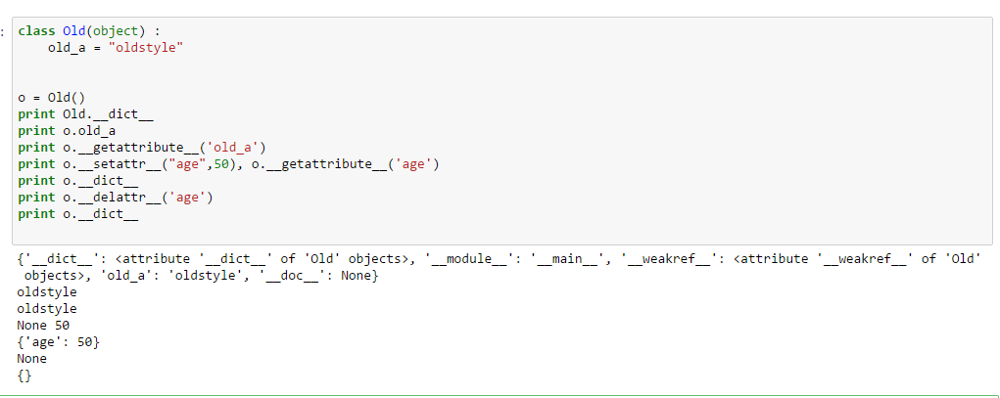 : class Old(object) :
    old_a = "oldstyle"
o = Old()
print Old.__dict__
print o.old_a
print o.__getattribute__('old_a')
print o.__setattr__("age",50), o.__getattribute__('age')
print o.__dict__
print o.__delattr__('age')
print o.__dict__
{'__dict__': <attribute '__dict__' of 'Old' objects>, '__module__': '__main__', '__weakref__': <attribute '__weakref__' of 'Old'
 objects>, 'old_a': 'oldstyle', '__doc__': None}
oldstyle
oldstyle
None 50
{'age': 50}
None
{}